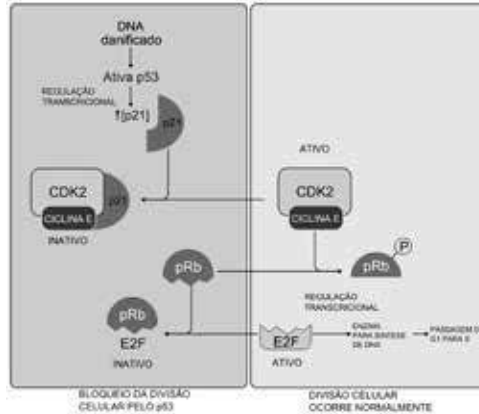 DNA
danificado
Ativa p53
REGULAÇÃO
TRANSCRICIONAL
↑[p21]
p21
ATIVO
CDK2
CICLINA E
p21
INATIVO
CDK2
CICLINA E
pRb
P
pRb
REGULAÇÃO
TRANSCRICIONAL
pRb
E2F
INATIVO
E2F
ATIVO
ENZIMA
PARA SÍNTESE
DE DNA
PASSAGEM D
G1 PARA S
BLOQUEIO DA DIVISÃO
CELULAR PELO p53
DIVISÃO CELULAR
OCORRE NORMALMENTE